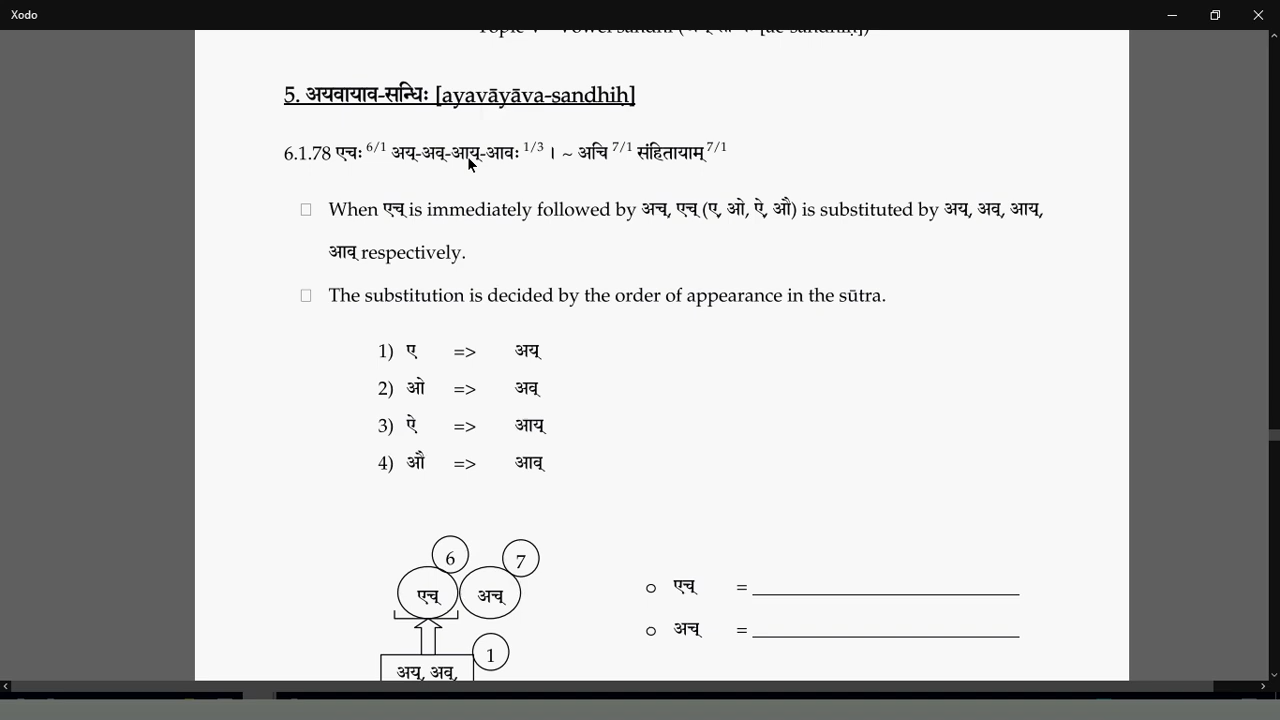 Xodo
5. अयवायाव-सन्धिः [ayavāyāva-sandhiḥ]
6.1.78 एचः 6/1 अय्-अव्-आय्-आवः 1/3 । ~ अचि 7/1 संहितायाम् 7/1
When एच् is immediately followed by अच्, एच् (ए, ओ, ऐ, औ) is substituted by अय्, अव्, आय्,
आव् respectively.
The substitution is decided by the order of appearance in the sūtra.
1) ए => अय्
2) ओ => अव्
3) ऐ => आय्
4) औ => आव्
6 7
एच् अच्
एच् =
अच् =
1
अय्, अव्,